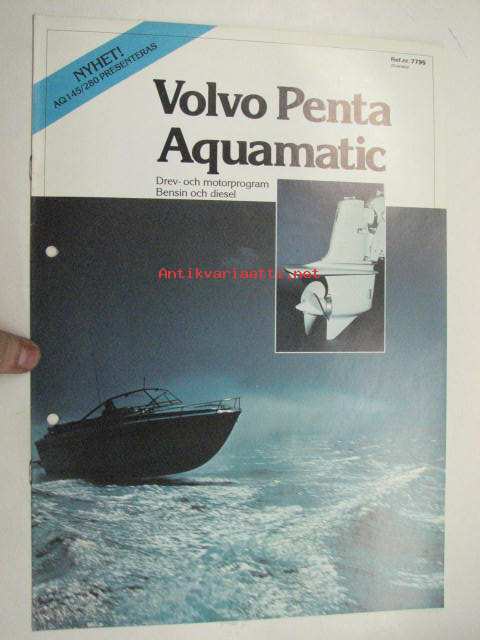 NYHET!
AQ145/280 PRESENTERAS
Ref.nr. 7795
Volvo Penta
Aquamatic
Drev- och motorprogram
Bensin och diesel
Antikvariaatti.net